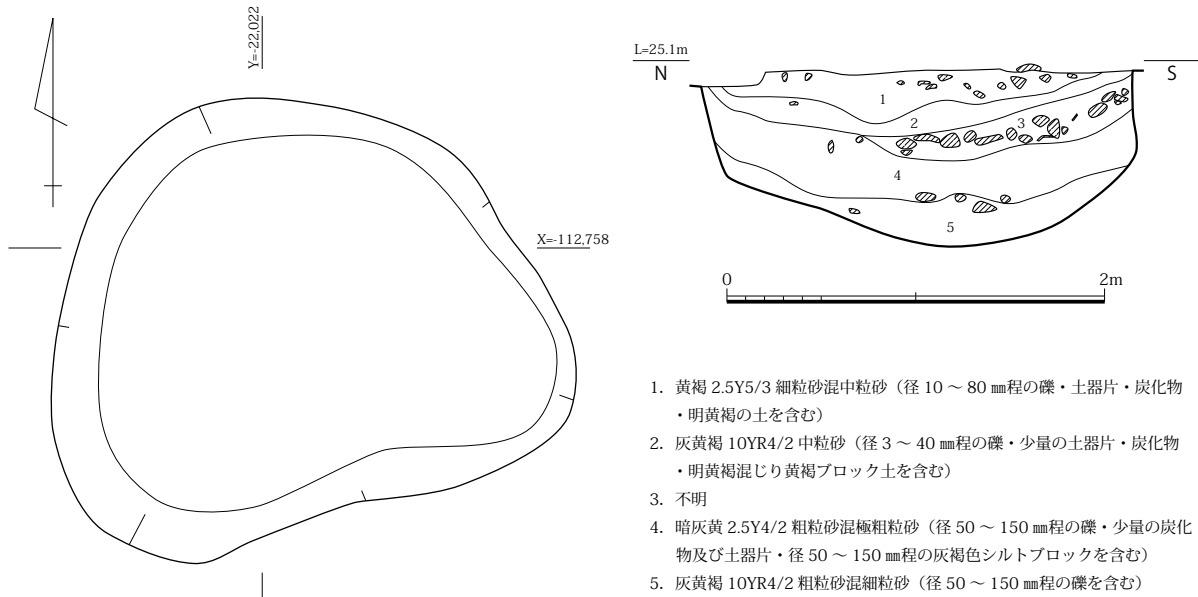 Y=-22,022
X=-112,758
L=25.1m
N
S
1
2
3
4
5
0
2m
1. 黄褐 2.5Y5/3 細粒砂混中粒砂（径 10 ～ 80 ㎜程の礫・土器片・炭化物
・明黄褐の土を含む）
2. 灰黄褐 10YR4/2 中粒砂（径 3 ～ 40 ㎜程の礫・少量の土器片・炭化物
・明黄褐混じり黄褐ブロック土を含む）
3. 不明
4. 暗灰黄 2.5Y4/2 粗粒砂混極粗粒砂（径 50 ～ 150 ㎜程の礫・少量の炭化
物及び土器片・径 50 ～ 150 ㎜程の灰褐色シルトブロックを含む）
5. 灰黄褐 10YR4/2 粗粒砂混細粒砂（径 50 ～ 150 ㎜程の礫を含む）